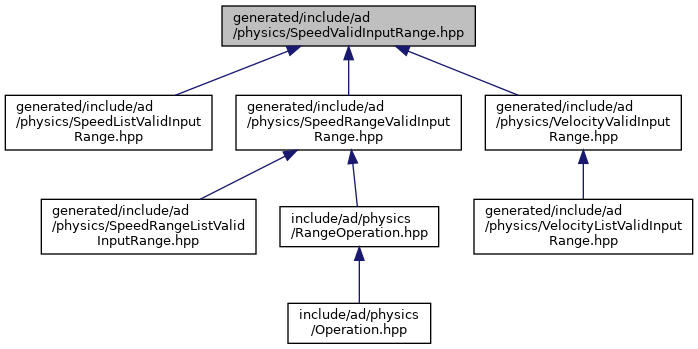 generated/include/ad
/physics/SpeedValidInputRange.hpp
generated/include/ad
/physics/SpeedListValidInput
Range.hpp
generated/include/ad
/physics/SpeedRangeValidInput
Range.hpp
generated/include/ad
/physics/VelocityValidInput
Range.hpp
generated/include/ad
/physics/SpeedRangeListValid
InputRange.hpp
include/ad/physics
/RangeOperation.hpp
generated/include/ad
/physics/VelocityListValidInput
Range.hpp
include/ad/physics
/Operation.hpp